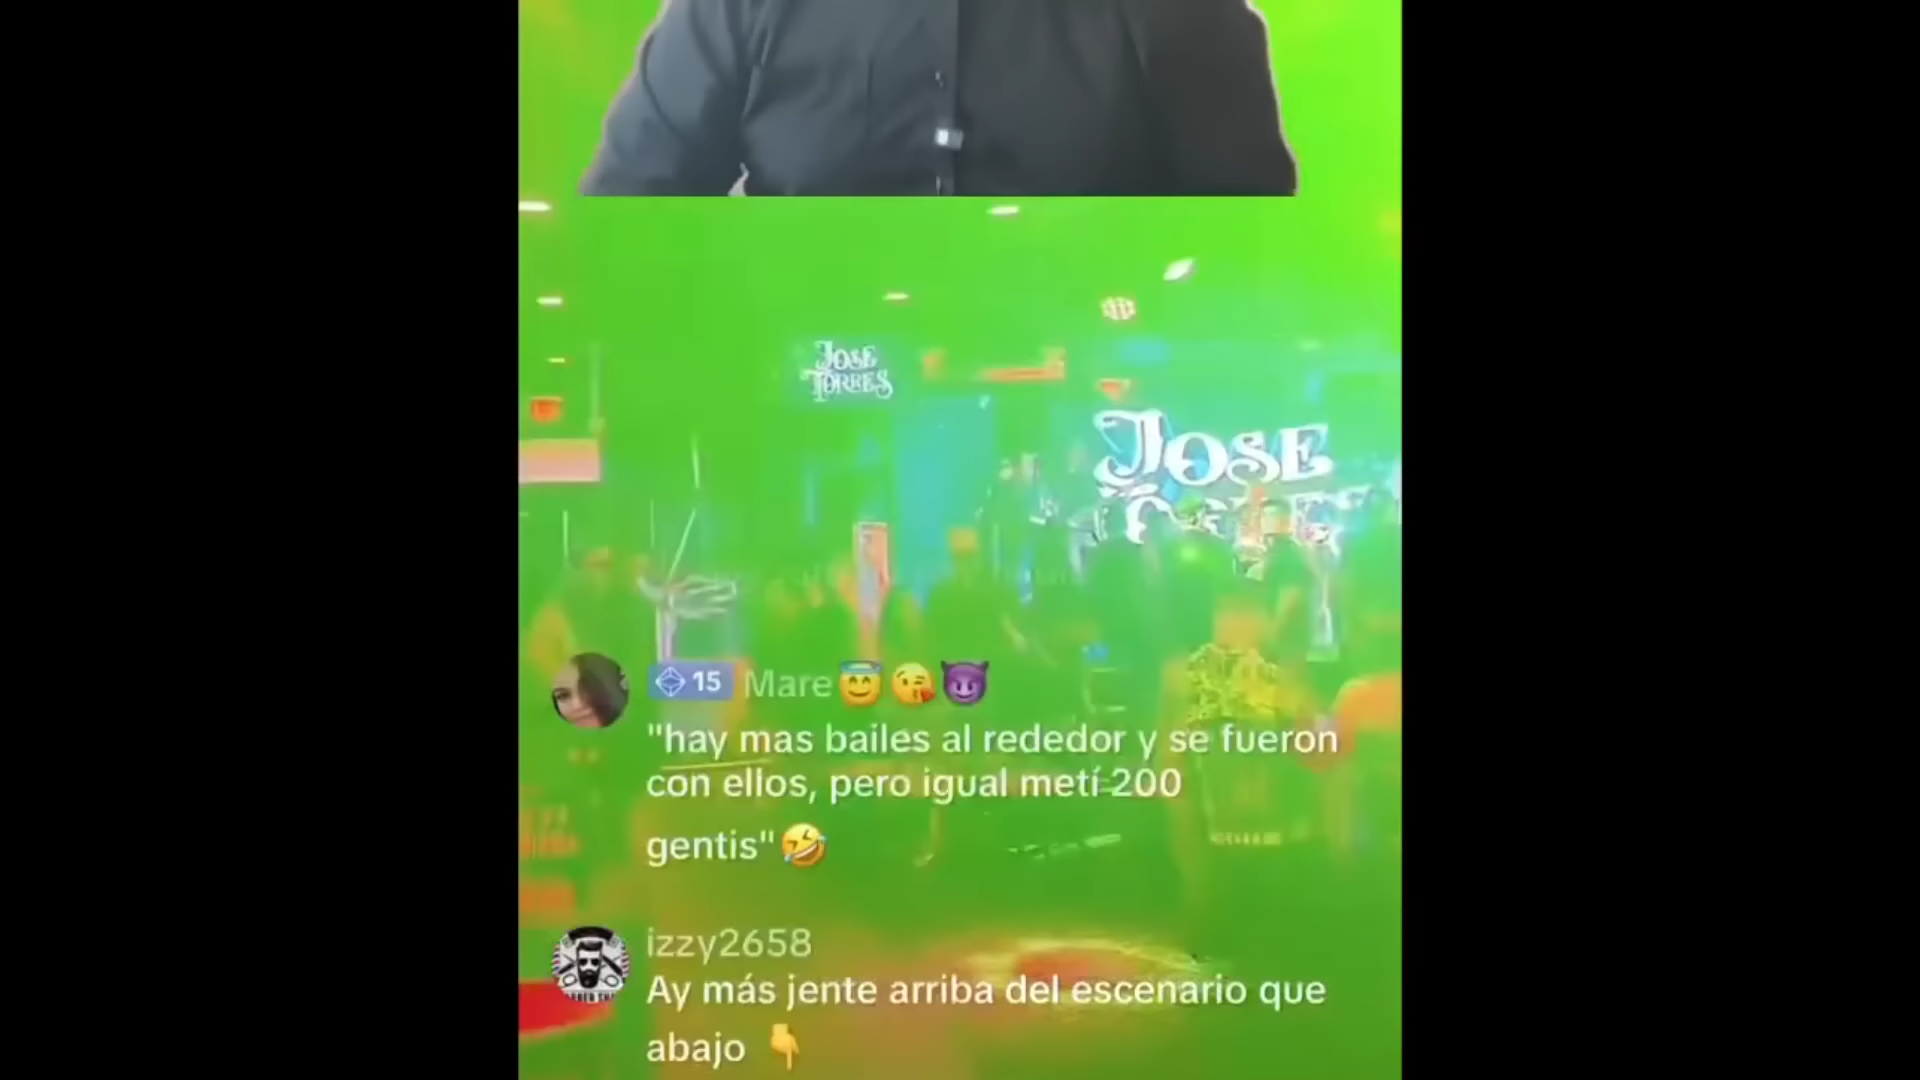 JOSE
TORRES
JOSE
15 Mare😇😘😈
"hay mas bailes al rededor y se fueron
con ellos, pero igual metí 200
gentis"🤣
izzy2658
Ay más jente arriba del escenario que
abajo 👇